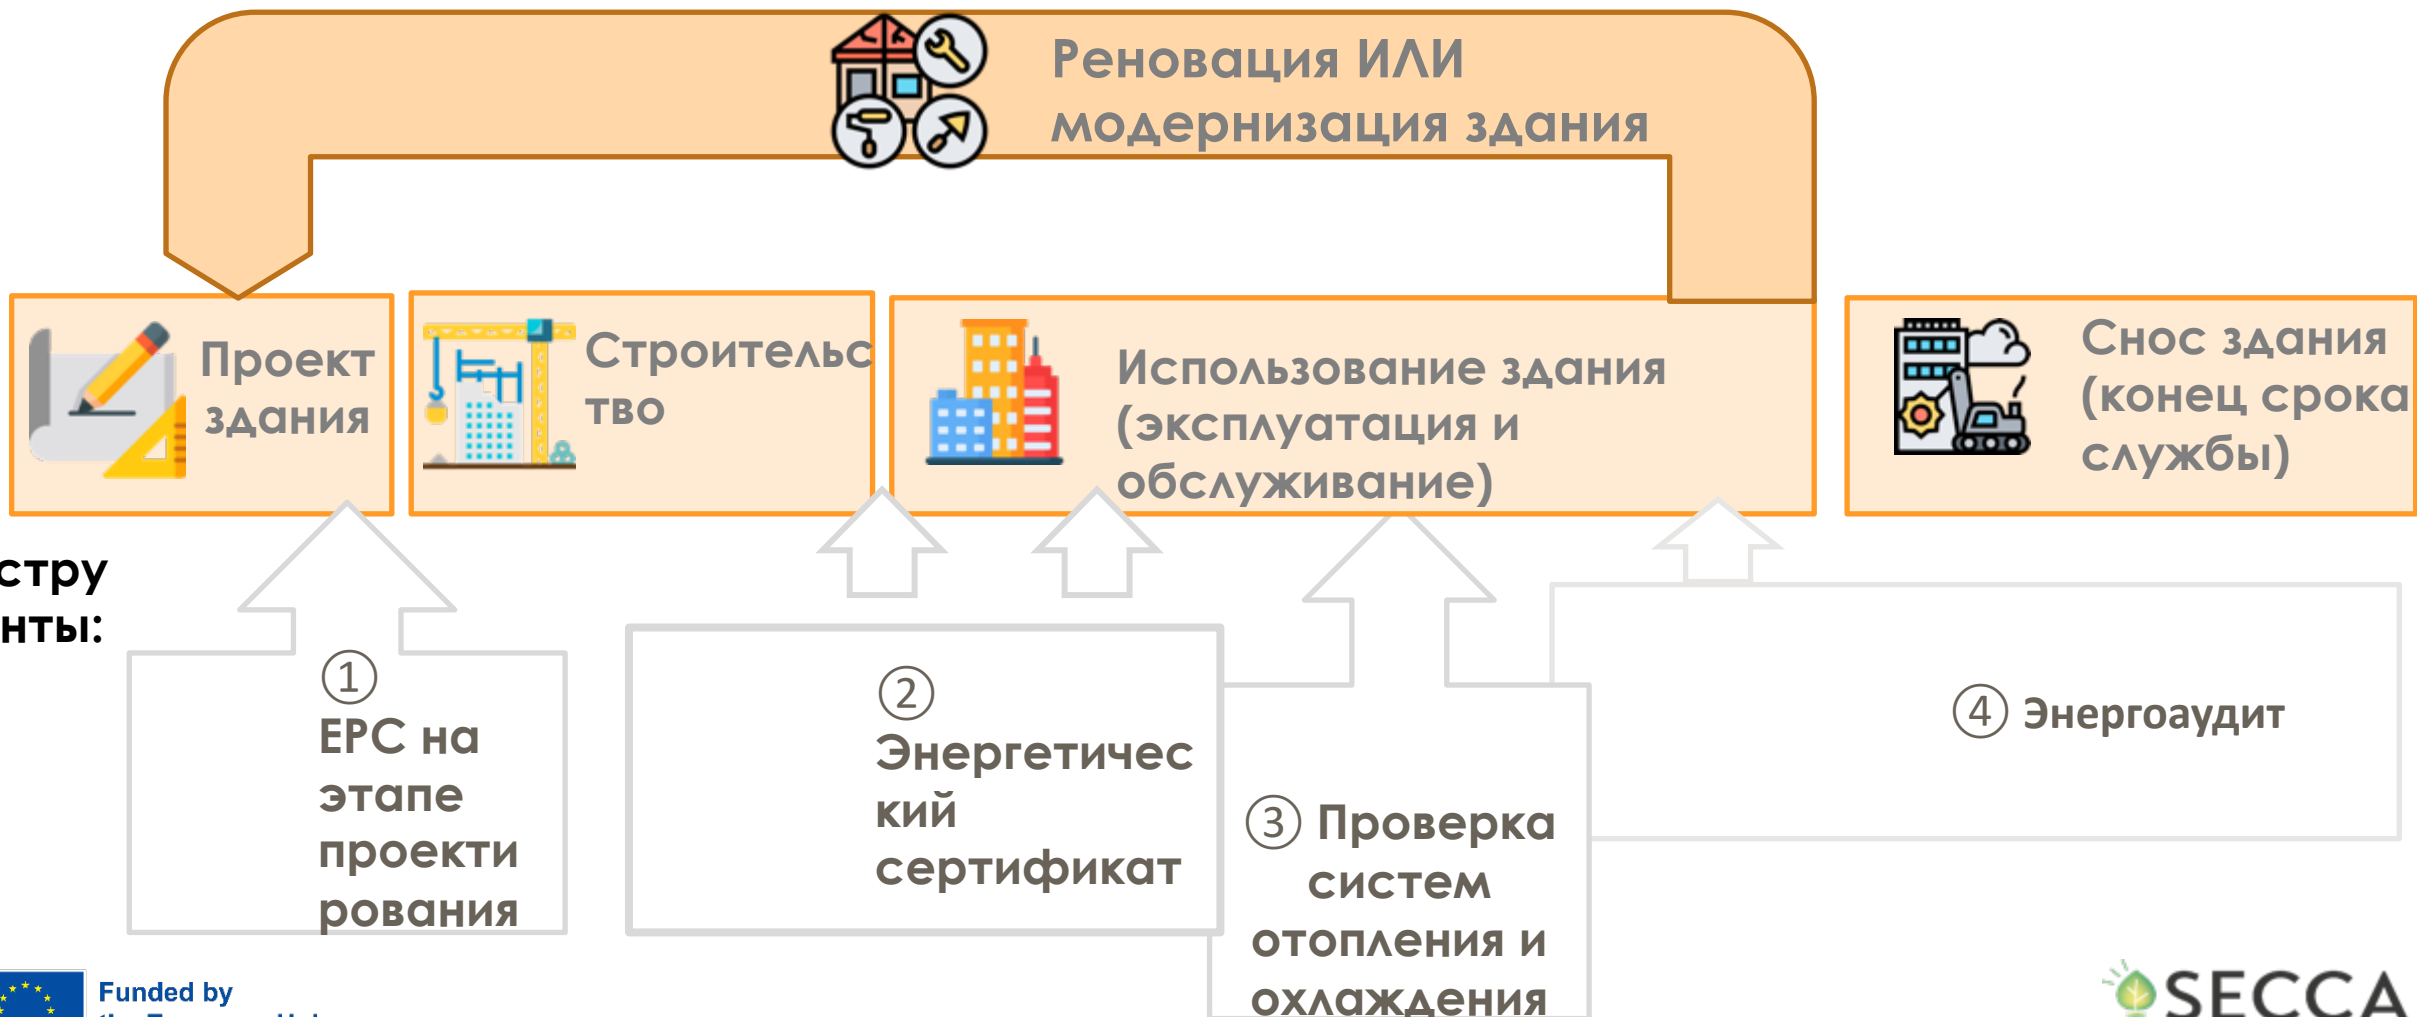 Реновация ИЛИ
модернизация здания
Проект
здания
Строительс
тво
Использование здания
(эксплуатация и
обслуживание)
Снос здания
(конец срока
службы)
стру
нты:
①
EPC на
этапе
проекти
рования
②
Энергетичес
кий
сертификат
③ Проверка
систем
отопления и
охлаждения
④ Энергоаудит
Funded by
SECCA